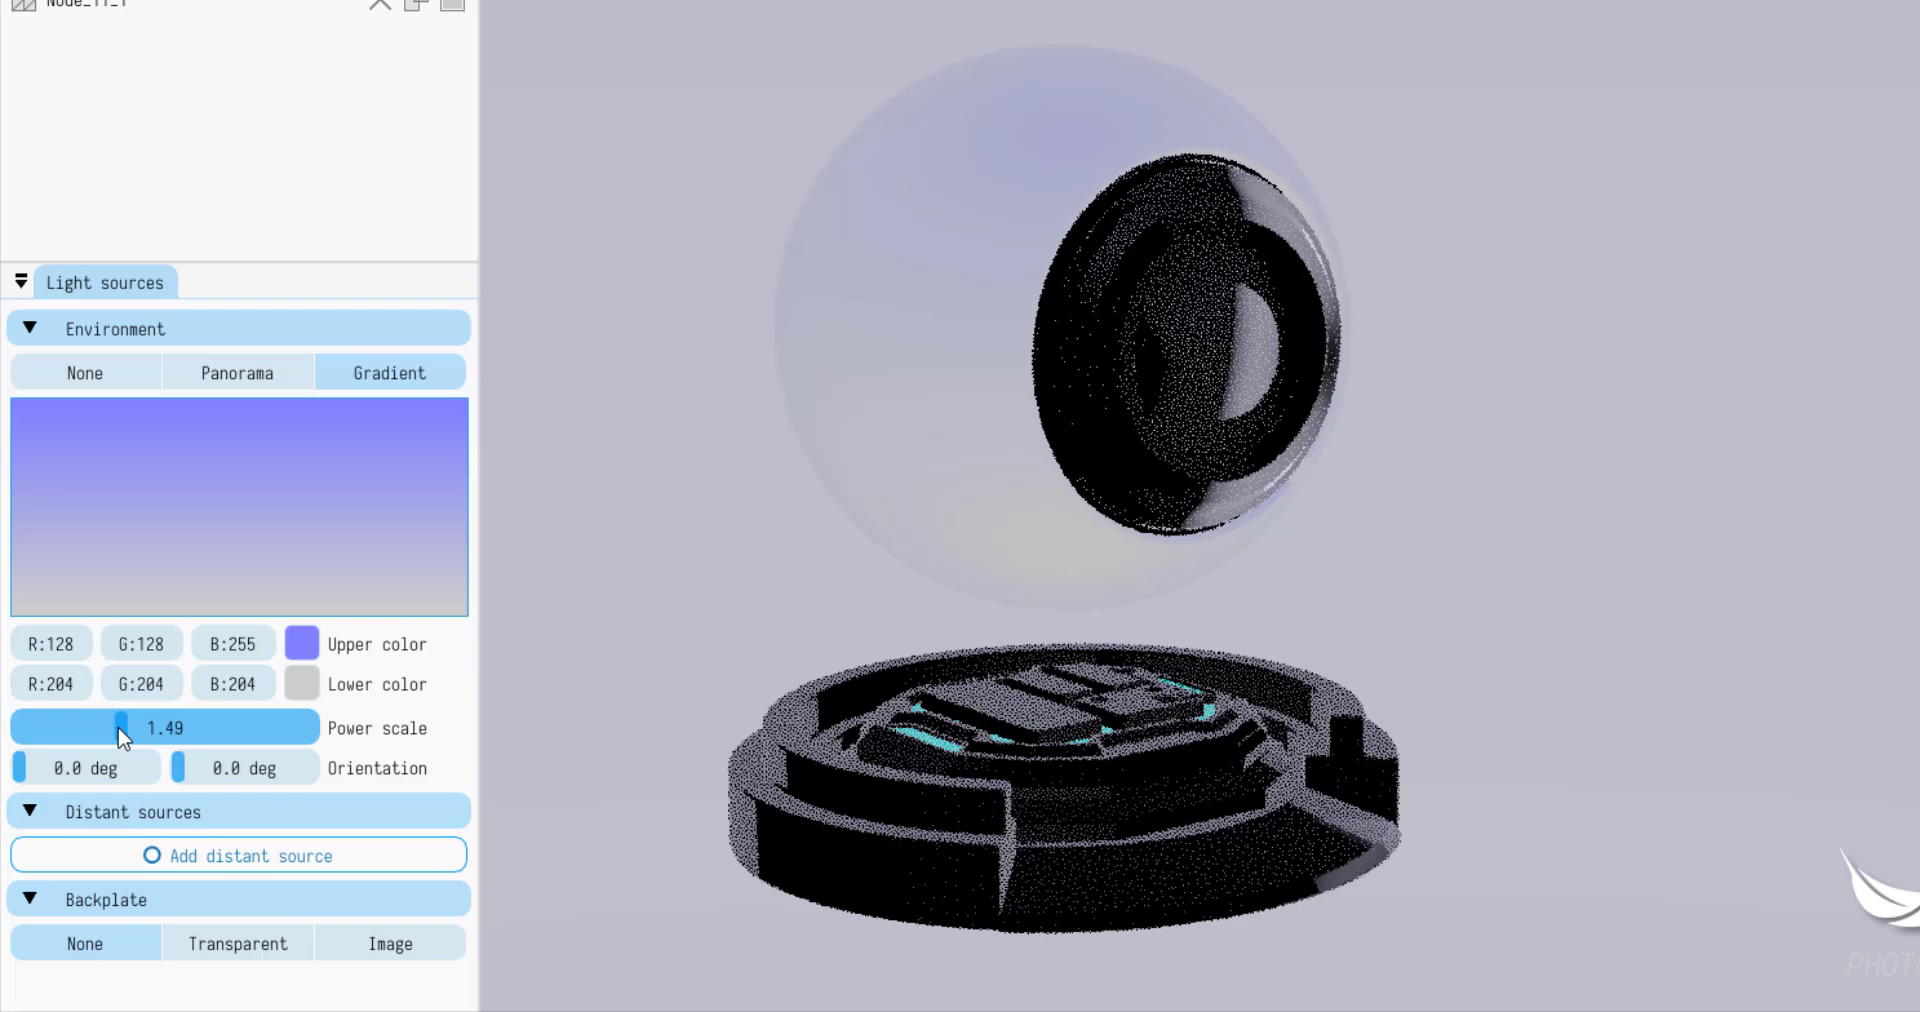 Light sources
Environment
None Panorama Gradient
R:128 G:128 B:255 Upper color
R:204 G:204 B:204 Lower color
1.49 Power scale
0.0 deg 0.0 deg Orientation
Distant sources
Add distant source
Backplate
None Transparent Image